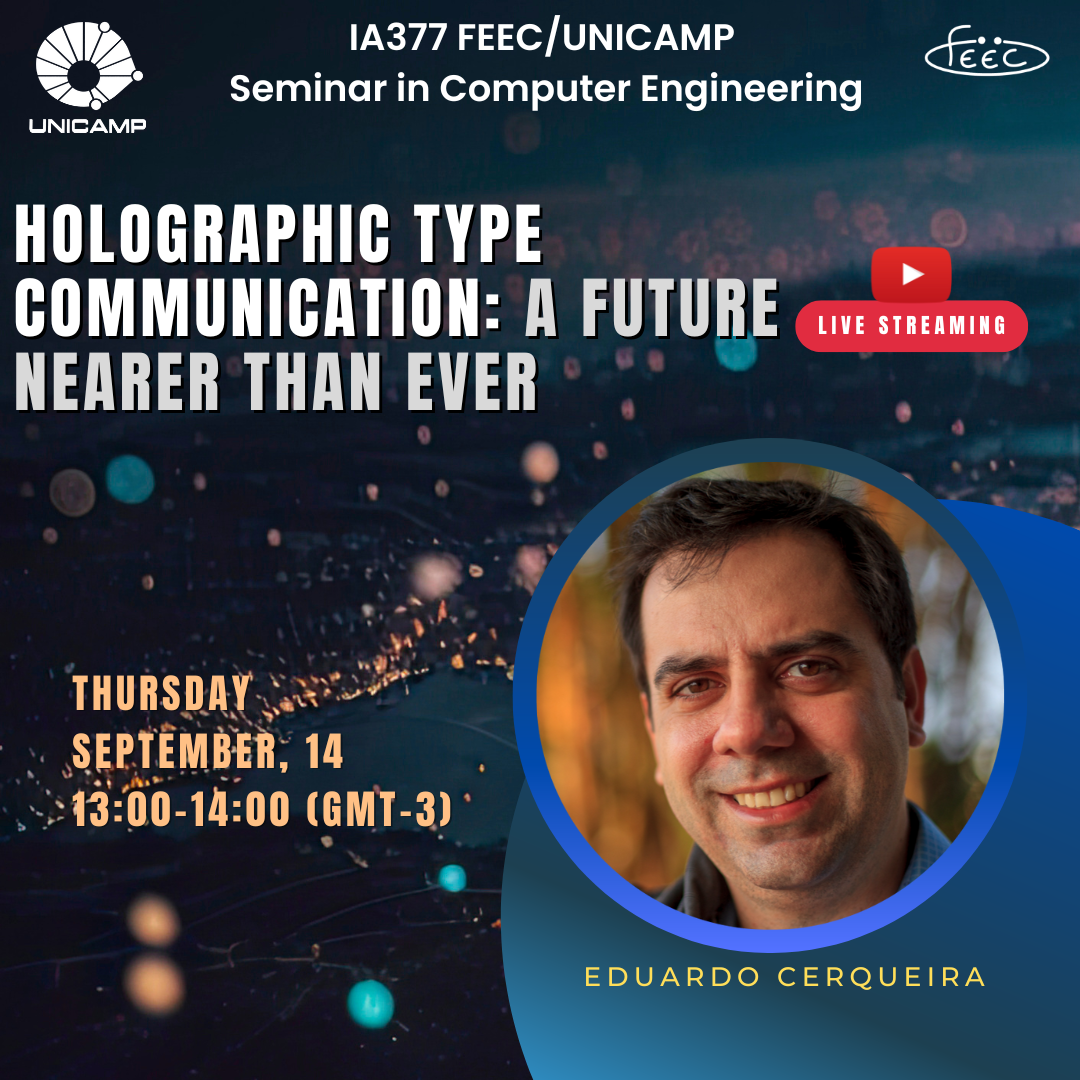 IA377 FEEC/UNICAMP
Seminar in Computer Engineering
UNICAMP
FEEC
HOLOGRAPHIC TYPE
COMMUNICATION: A FUTURE
NEARER THAN EVER
LIVE STREAMING
THURSDAY
SEPTEMBER, 14
13:00-14:00 (GMT-3)
EDUARDO CERQUEIRA